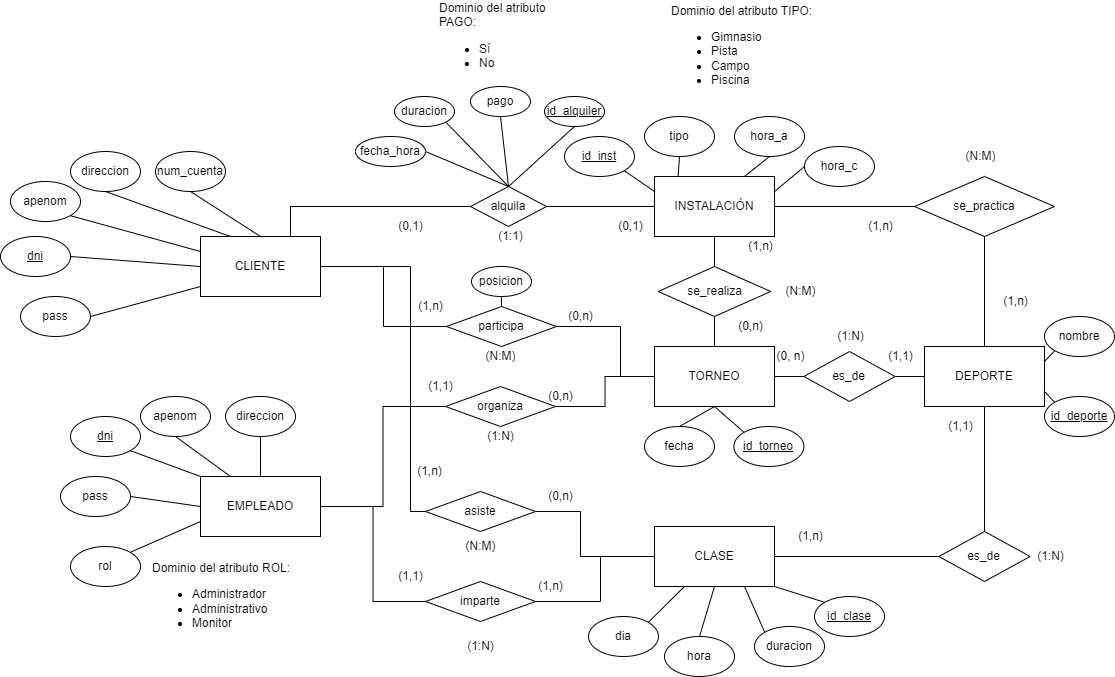 Dominio del atributo
PAGO:
Sí
No
Dominio del atributo TIPO:
Gimnasio
Pista
Campo
Piscina
duracion
pago
id_alquiler
fecha_hora
id_inst
tipo
hora_a
hora_c
direccion
num_cuenta
apenom
dni
pass
CLIENTE
(0,1)
alquila
(1:1)
(0,1)
INSTALACIÓN
(1,n)
(1,n)
(N:M)
se_practica
(1,n)
posicion
(1,n)
participa
(0,n)
(N:M)
se_realiza
(N:M)
(0,n)
TORNEO
(0, n)
(1:N)
es_de
(1,1)
DEPORTE
nombre
id_deporte
(1,1)
(1,1)
organiza
(0,n)
(1:N)
fecha
id_torneo
dni
apenom
direccion
pass
EMPLEADO
rol
Dominio del atributo ROL:
Administrador
Administrativo
Monitor
(1,n)
asiste
(0,n)
(N:M)
(1,1)
imparte
(1,n)
(1:N)
CLASE
(1,n)
es_de
(1:N)
dia
hora
duracion
id_clase